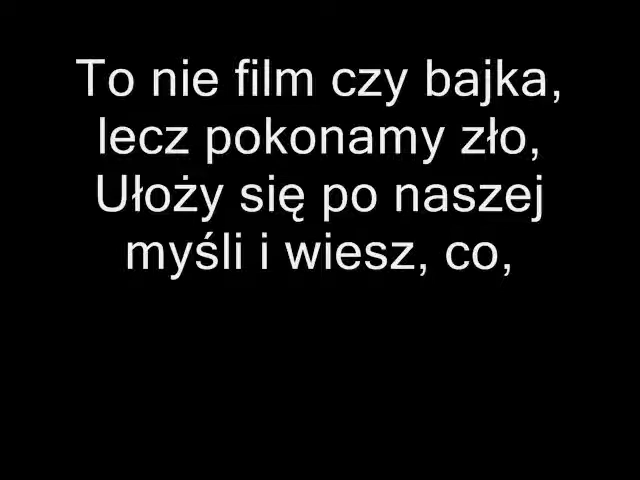 To nie film czy bajka,
lecz pokonamy zło,
Ułoży się po naszej
myśli i wiesz, co,